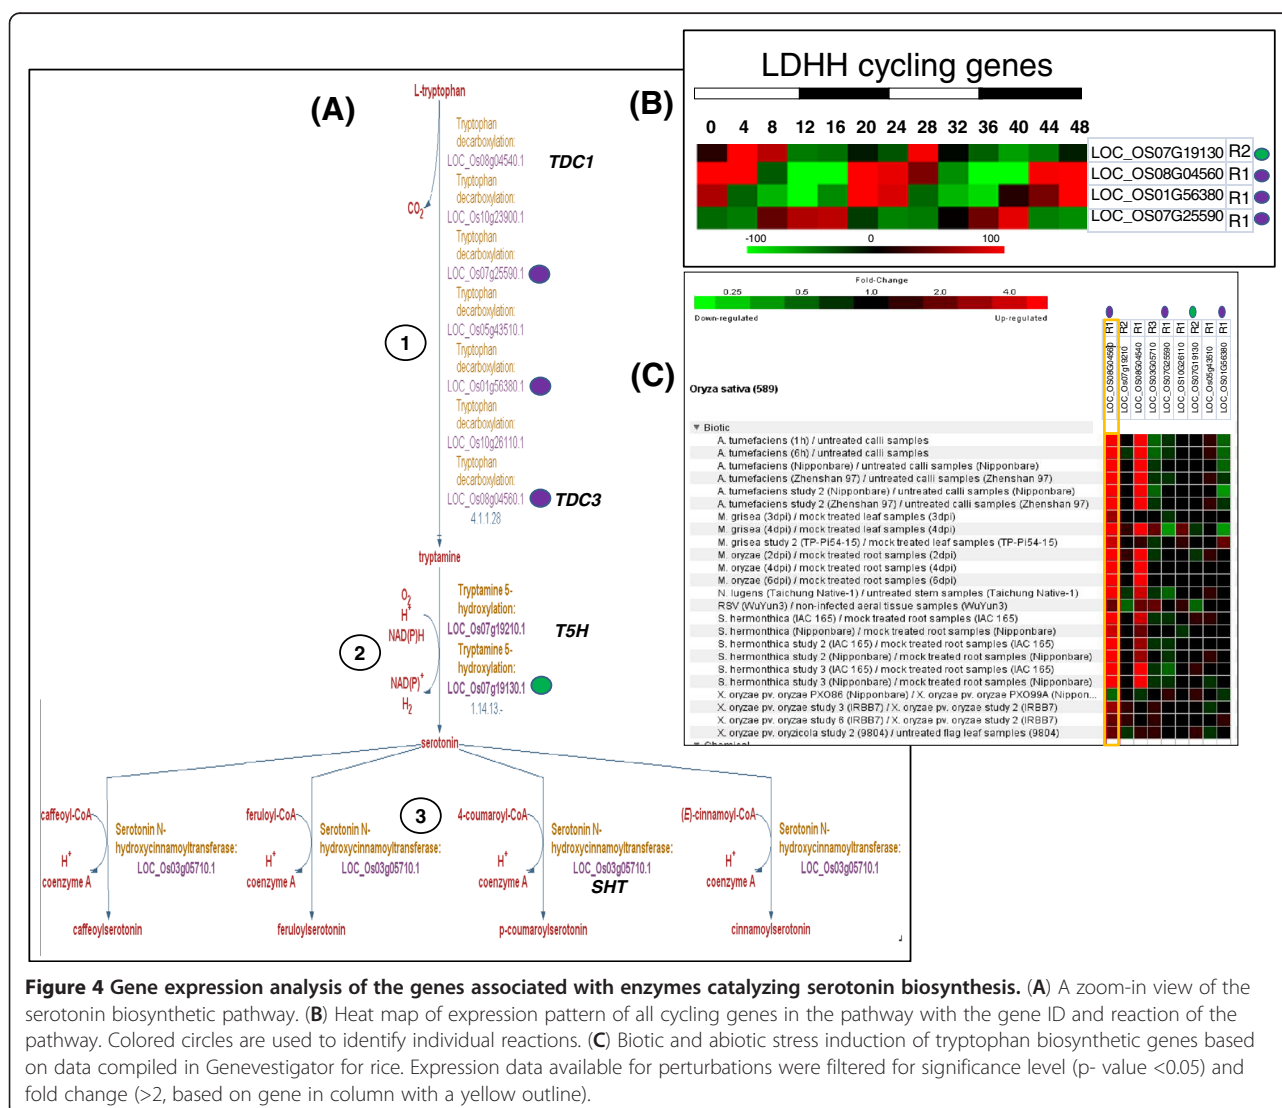 (A)
L-tryptophan
Tryptophan
decarboxylation:
LOC_Os08g04540.1
TDC1
Tryptophan
decarboxylation:
LOC_Os10g23900.1
CO2
Tryptophan
decarboxylation:
LOC_Os07g25590.1
Tryptophan
decarboxylation:
LOC_Os05g43510.1
1
Tryptophan
decarboxylation:
LOC_Os01g56380.1
Tryptophan
decarboxylation:
LOC_Os10g26110.1
Tryptophan
decarboxylation:
LOC_Os08g04560.1
TDC3
4.1.1.28
tryptamine
O2
H+
NAD(P)H
Tryptamine 5-
hydroxylation:
LOC_Os07g19210.1
T5H
2
Tryptamine 5-
hydroxylation:
LOC_Os07g19130.1
NAD(P)+
H2
1.14.13.-
serotonin
3
caffeoyl-CoA
Serotonin N-
hydroxycinnamoyltransferase:
LOC_Os03g05710.1
H+
coenzyme A
caffeoylserotonin
feruloyl-CoA
Serotonin N-
hydroxycinnamoyltransferase:
LOC_Os03g05710.1
H+
coenzyme A
feruloylserotonin
4-coumaroyl-CoA
Serotonin N-
hydroxycinnamoyltransferase:
LOC_Os03g05710.1
SHT
H+
coenzyme A
p-coumaroylserotonin
(E)-cinnamoyl-CoA
Serotonin N-
hydroxycinnamoyltransferase:
LOC_Os03g05710.1
H+
coenzyme A
cinnamoylserotonin
(B)
LDHH cycling genes
0 4 8 12 16 20 24 28 32 36 40 44 48
LOC_OS07G19130 R2
LOC_OS08G04560 R1
LOC_OS01G56380 R1
LOC_OS07G25590 R1
-100 0 100
(C)
Fold-Change
0.25 0.5 1.0 2.0 4.0
Down-regulated Up-regulated
LOC_OS08G04560 R1
LOC_Os07g19210 R2
LOC_OS08G04540 R1
LOC_OS03G05710 R3
LOC_OS07G25590 R1
LOC_OS10G26110 R1
LOC_OS07G19130 R2
LOC_Os05g43510 R1
LOC_OS01G56380 R1
Oryza sativa (589)
▼ Biotic
A. tumefaciens (1h) / untreated calli samples
A. tumefaciens (6h) / untreated calli samples
A. tumefaciens (Nipponbare) / untreated calli samples (Nipponbare)
A. tumefaciens (Zhenshan 97) / untreated calli samples (Zhenshan 97)
A. tumefaciens study 2 (Nipponbare) / untreated calli samples (Nipponbare)
A. tumefaciens study 2 (Zhenshan 97) / untreated calli samples (Zhenshan 97)
M. grisea (3dpi) / mock treated leaf samples (3dpi)
M. grisea (4dpi) / mock treated leaf samples (4dpi)
M. grisea study 2 (TP-Pi54-15) / mock treated leaf samples (TP-Pi54-15)
M. oryzae (2dpi) / mock treated root samples (2dpi)
M. oryzae (4dpi) / mock treated root samples (4dpi)
M. oryzae (6dpi) / mock treated root samples (6dpi)
N. lugens (Taichung Native-1) / untreated stem samples (Taichung Native-1)
RSV (WuYun3) / non-infected aerial tissue samples (WuYun3)
S. hermonthica (IAC 165) / mock treated root samples (IAC 165)
S. hermonthica (Nipponbare) / mock treated root samples (Nipponbare)
S. hermonthica study 2 (IAC 165) / mock treated root samples (IAC 165)
S. hermonthica study 2 (Nipponbare) / mock treated root samples (Nipponbare)
S. hermonthica study 3 (IAC 165) / mock treated root samples (IAC 165)
S. hermonthica study 3 (Nipponbare) / mock treated root samples (Nipponbare)
X. oryzae pv. oryzae PXO86 (Nipponbare) / X. oryzae pv. oryzae PXO99A (Nippon...
X. oryzae pv. oryzae study 3 (IRBB7) / X. oryzae pv. oryzae study 2 (IRBB7)
X. oryzae pv. oryzae study 6 (IRBB7) / X. oryzae pv. oryzae study 2 (IRBB7)
X. oryzae pv. oryzicola study 2 (9804) / untreated flag leaf samples (9804)
Figure 4 Gene expression analysis of the genes associated with enzymes catalyzing serotonin biosynthesis. (A) A zoom-in view of the
serotonin biosynthetic pathway. (B) Heat map of expression pattern of all cycling genes in the pathway with the gene ID and reaction of the
pathway. Colored circles are used to identify individual reactions. (C) Biotic and abiotic stress induction of tryptophan biosynthetic genes based
on data compiled in Genevestigator for rice. Expression data available for perturbations were filtered for significance level (p- value <0.05) and
fold change (>2, based on gene in column with a yellow outline).